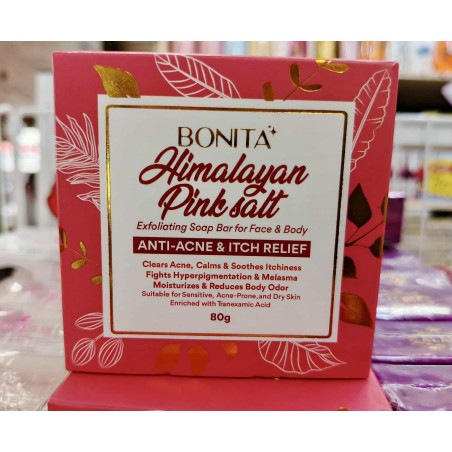 BONITA
Himalayan
Pink salt
Exfoliating Soap Bar for Face & Body
ANTI-ACNE & ITCH RELIEF
Clears Acne, Calms & Soothes Itchiness
Fights Hyperpigmentation & Melasma
Moisturizes & Reduces Body Odor
Suitable for Sensitive, Acne-Prone, and Dry Skin
Enriched with Tranexamic Acid
80g